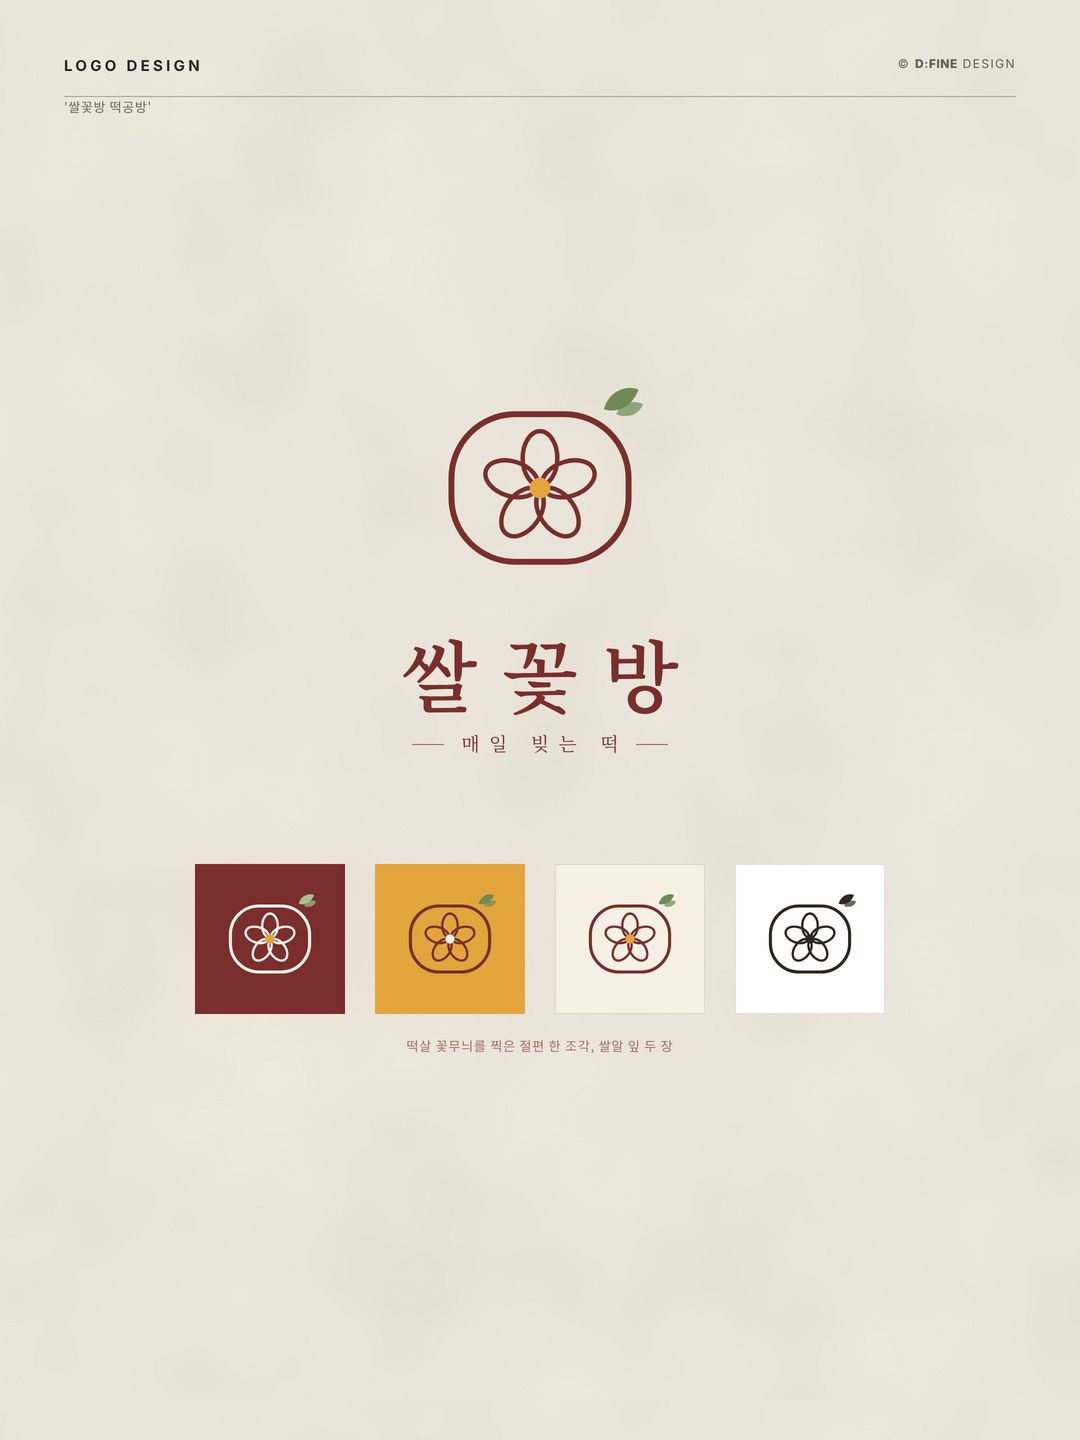 LOGO DESIGN
© D:FINE DESIGN
'쌀꽃방 떡공방'
쌀꽃방
매일 빚는 떡
떡살 꽃무늬를 찍은 절편 한 조각, 쌀알 잎 두 장